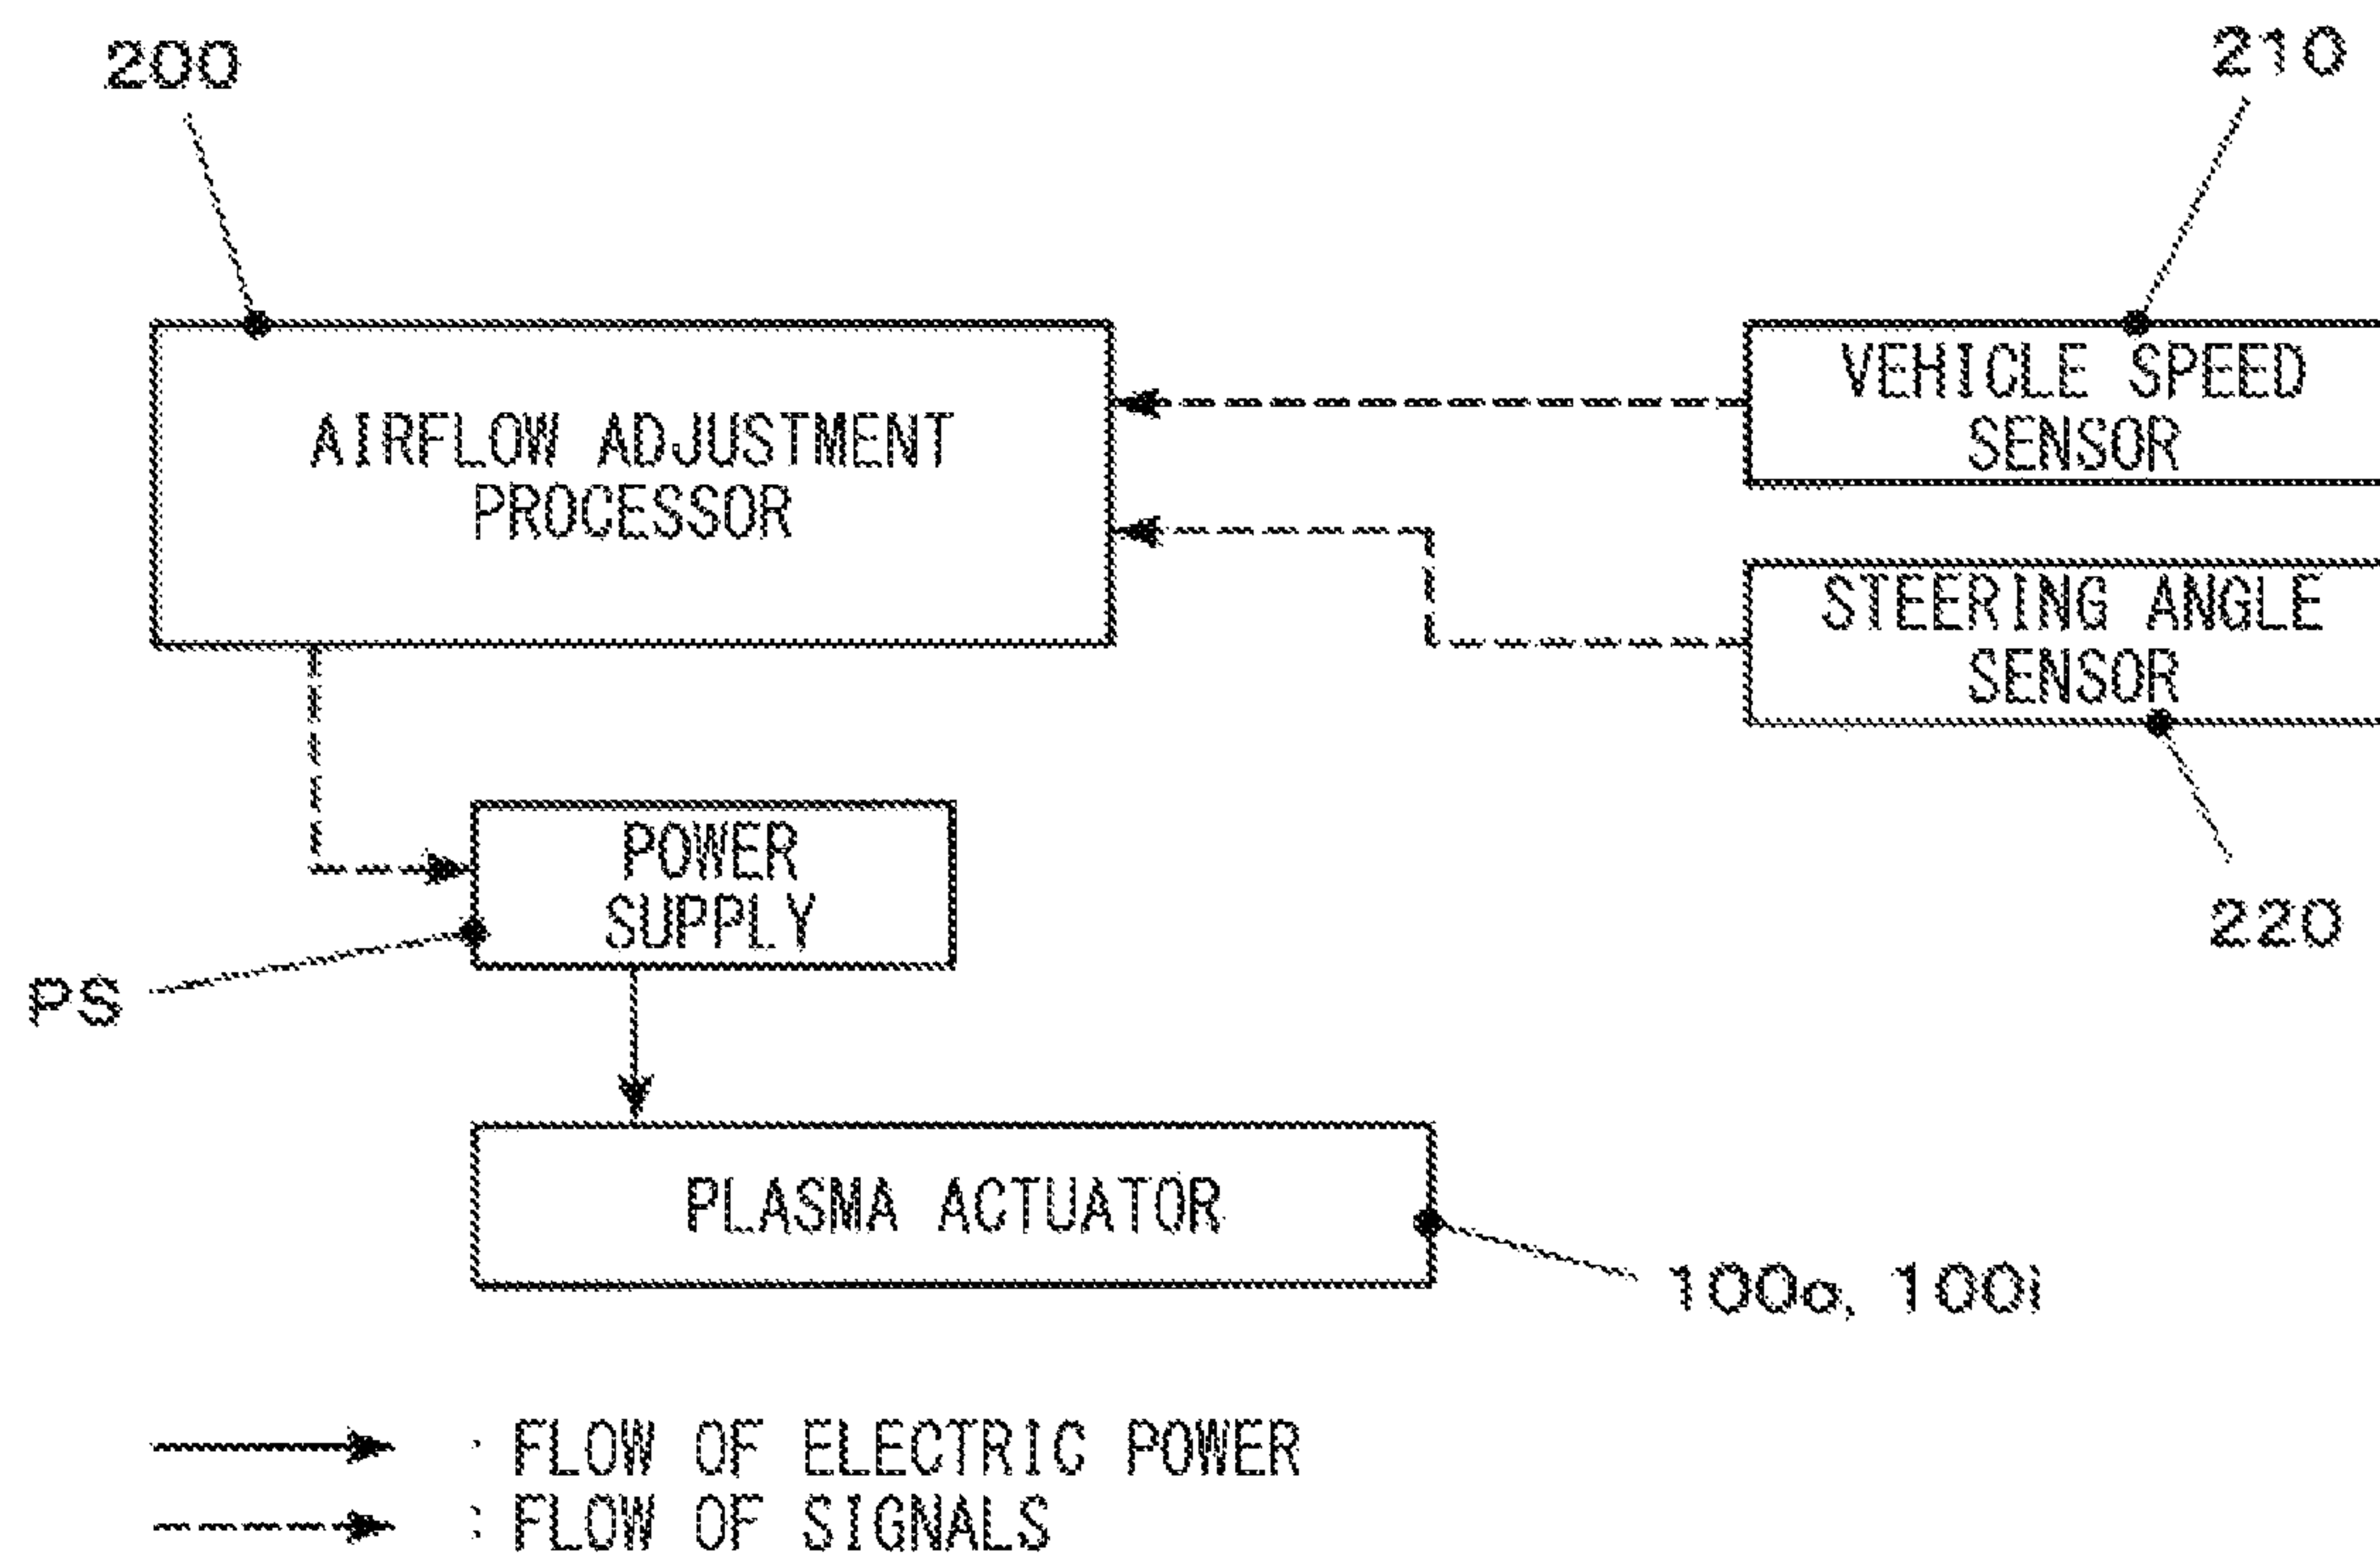 200
210
AIRFLOW ADJUSTMENT
PROCESSOR
VEHICLE SPEED
SENSOR
STEERING ANGLE
SENSOR
220
POWER
SUPPLY
PS
PLASMA ACTUATOR
100o, 100i
: FLOW OF ELECTRIC POWER
: FLOW OF SIGNALS